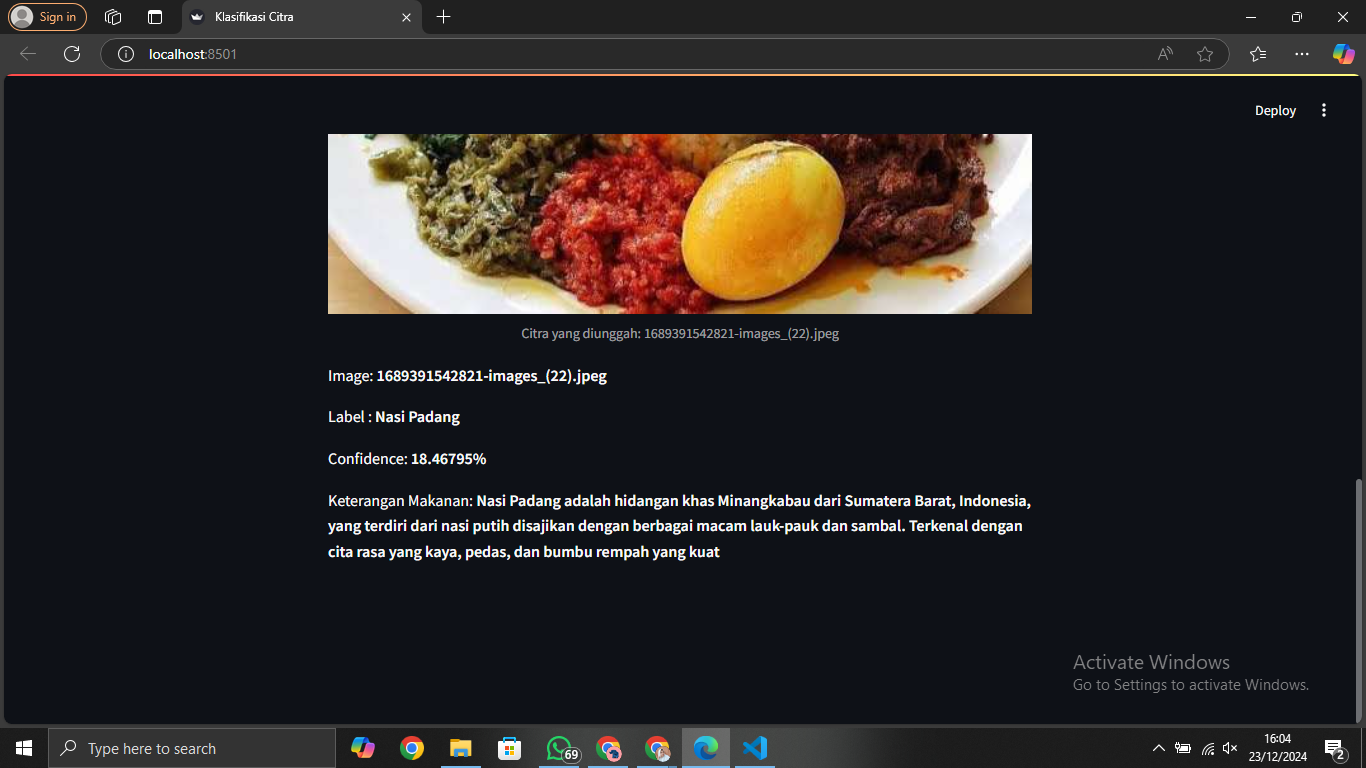 Sign in
Klasifikasi Citra
localhost:8501
Deploy
Citra yang diunggah: 1689391542821-images_(22).jpeg
Image: 1689391542821-images_(22).jpeg
Label : Nasi Padang
Confidence: 18.46795%
Keterangan Makanan: Nasi Padang adalah hidangan khas Minangkabau dari Sumatera Barat, Indonesia,
yang terdiri dari nasi putih disajikan dengan berbagai macam lauk-pauk dan sambal. Terkenal dengan
cita rasa yang kaya, pedas, dan bumbu rempah yang kuat
Activate Windows
Go to Settings to activate Windows.
Type here to search
69
16:04
23/12/2024
2